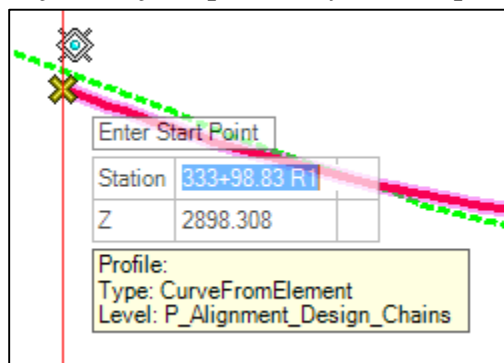 Enter Start Point
Station 333+98.83 R1
Z 2898.308
Profile:
Type: CurveFromElement
Level: P_Alignment_Design_Chains